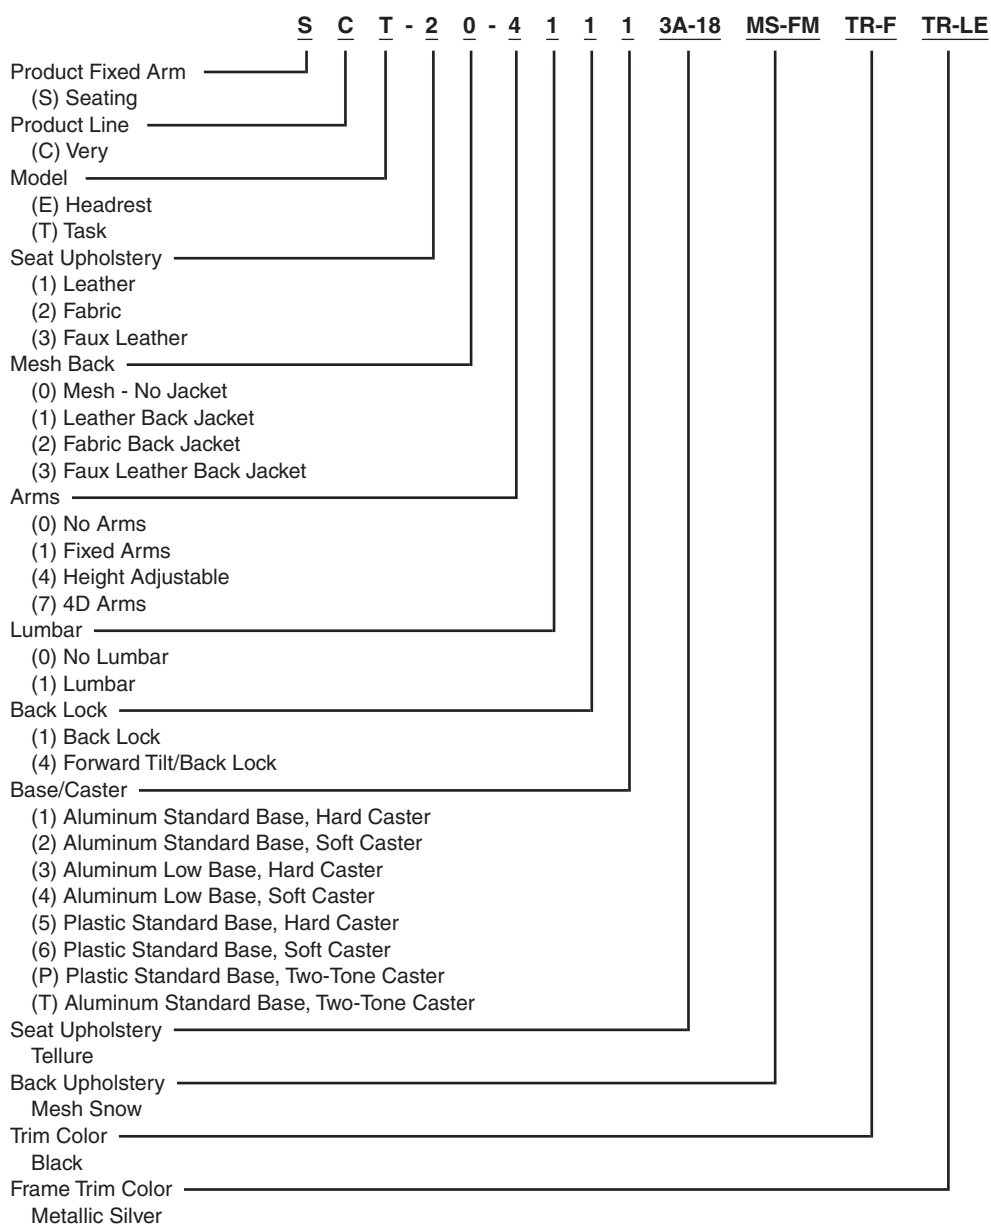 S C T - 2 0 - 4 1 1 1 3A-18 MS-FM TR-F TR-LE
Product Fixed Arm
(S) Seating
Product Line
(C) Very
Model
(E) Headrest
(T) Task
Seat Upholstery
(1) Leather
(2) Fabric
(3) Faux Leather
Mesh Back
(0) Mesh - No Jacket
(1) Leather Back Jacket
(2) Fabric Back Jacket
(3) Faux Leather Back Jacket
Arms
(0) No Arms
(1) Fixed Arms
(4) Height Adjustable
(7) 4D Arms
Lumbar
(0) No Lumbar
(1) Lumbar
Back Lock
(1) Back Lock
(4) Forward Tilt/Back Lock
Base/Caster
(1) Aluminum Standard Base, Hard Caster
(2) Aluminum Standard Base, Soft Caster
(3) Aluminum Low Base, Hard Caster
(4) Aluminum Low Base, Soft Caster
(5) Plastic Standard Base, Hard Caster
(6) Plastic Standard Base, Soft Caster
(P) Plastic Standard Base, Two-Tone Caster
(T) Aluminum Standard Base, Two-Tone Caster
Seat Upholstery
Tellure
Back Upholstery
Mesh Snow
Trim Color
Black
Frame Trim Color
Metallic Silver